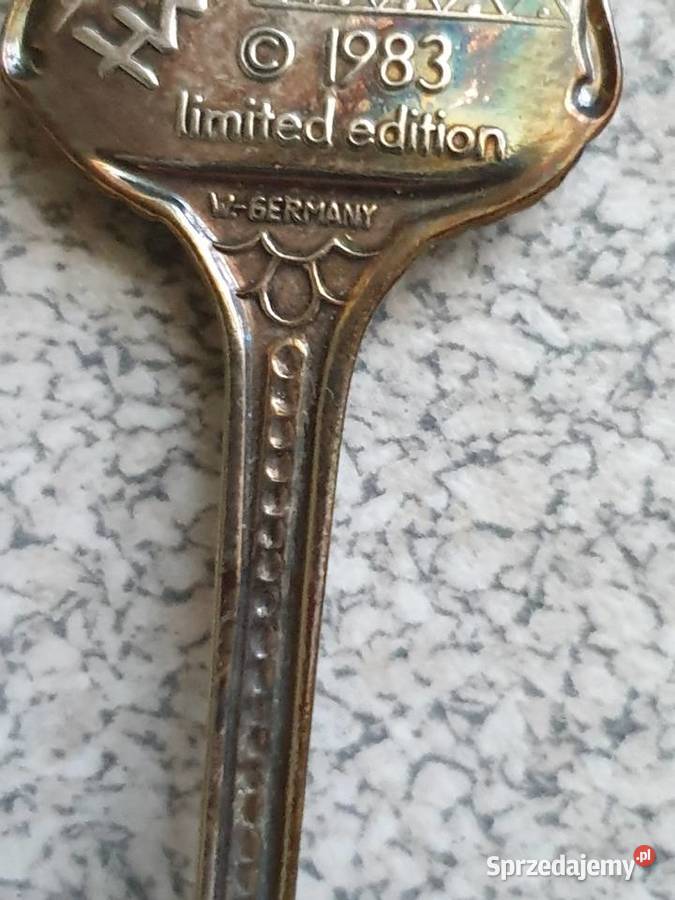 © 1983
limited edition
W.-GERMANY
Sprzedajemy.pl